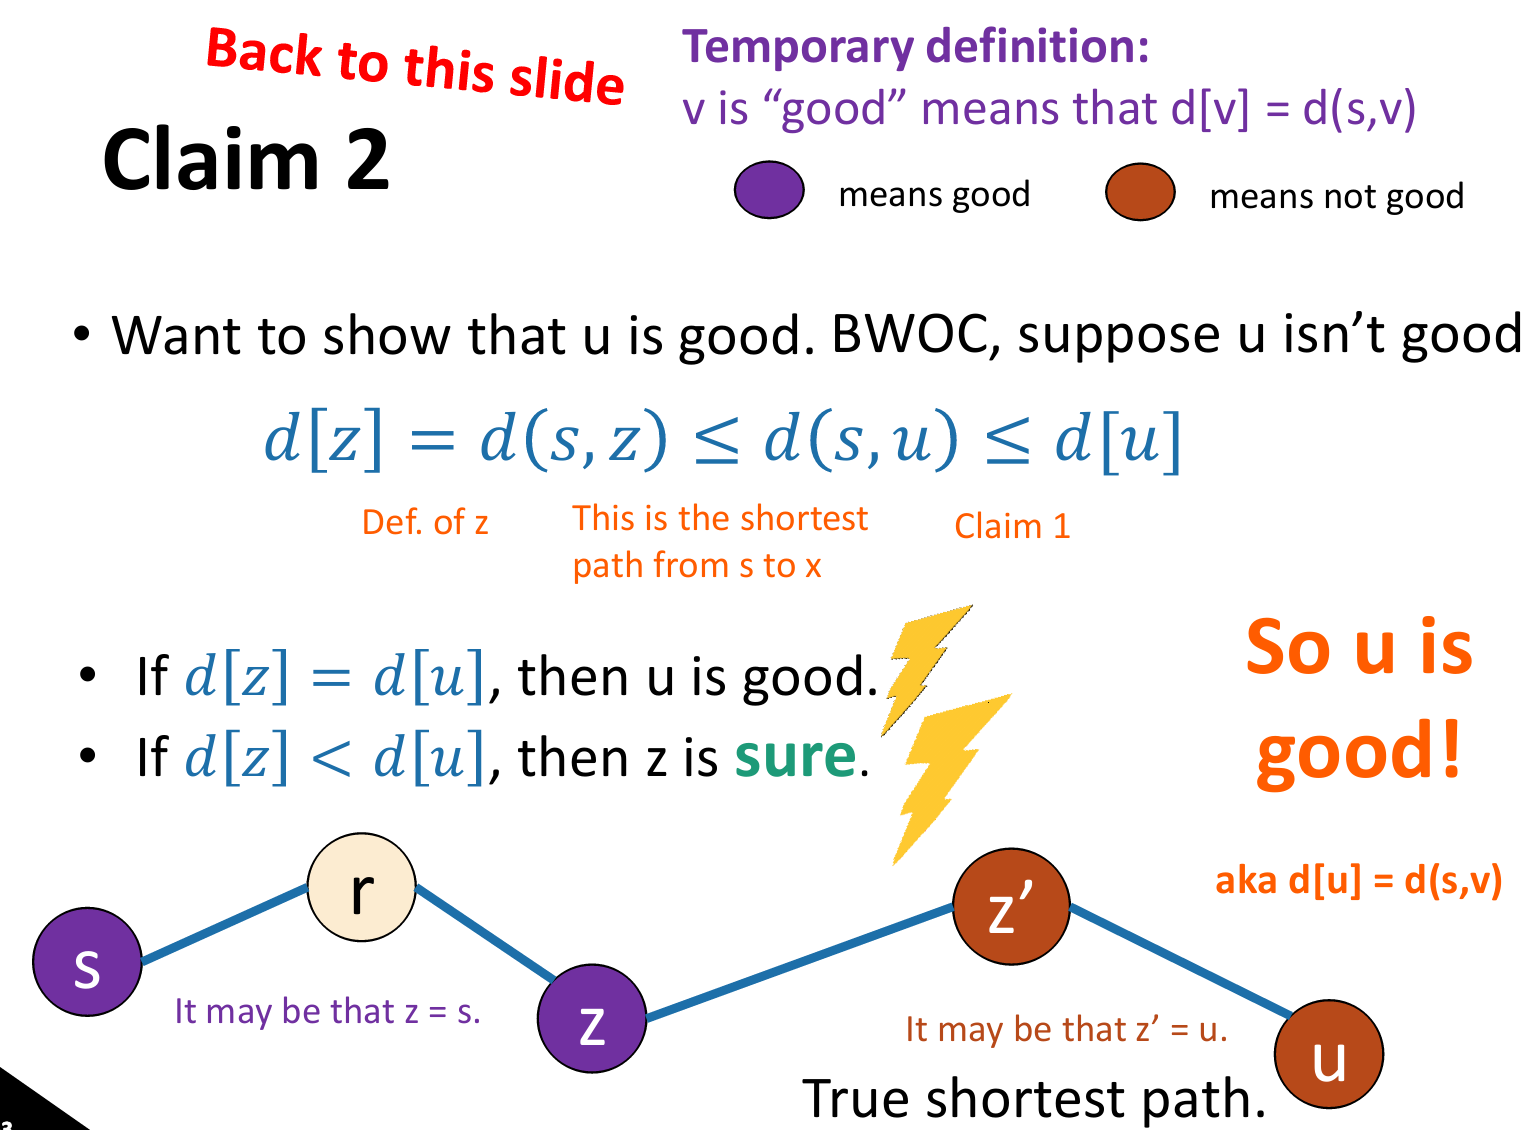 Back to this slide
Temporary definition:
v is “good” means that d[v] = d(s,v)
Claim 2
means good
means not good
• Want to show that u is good. BWOC, suppose u isn’t good
d[z] = d(s, z) ≤ d(s, u) ≤ d[u]
Def. of z
This is the shortest
path from s to x
Claim 1
• If d[z] = d[u], then u is good.
• If d[z] < d[u], then z is sure.
So u is
good!
aka d[u] = d(s,v)
s
r
z
z’
u
It may be that z = s.
It may be that z’ = u.
True shortest path.